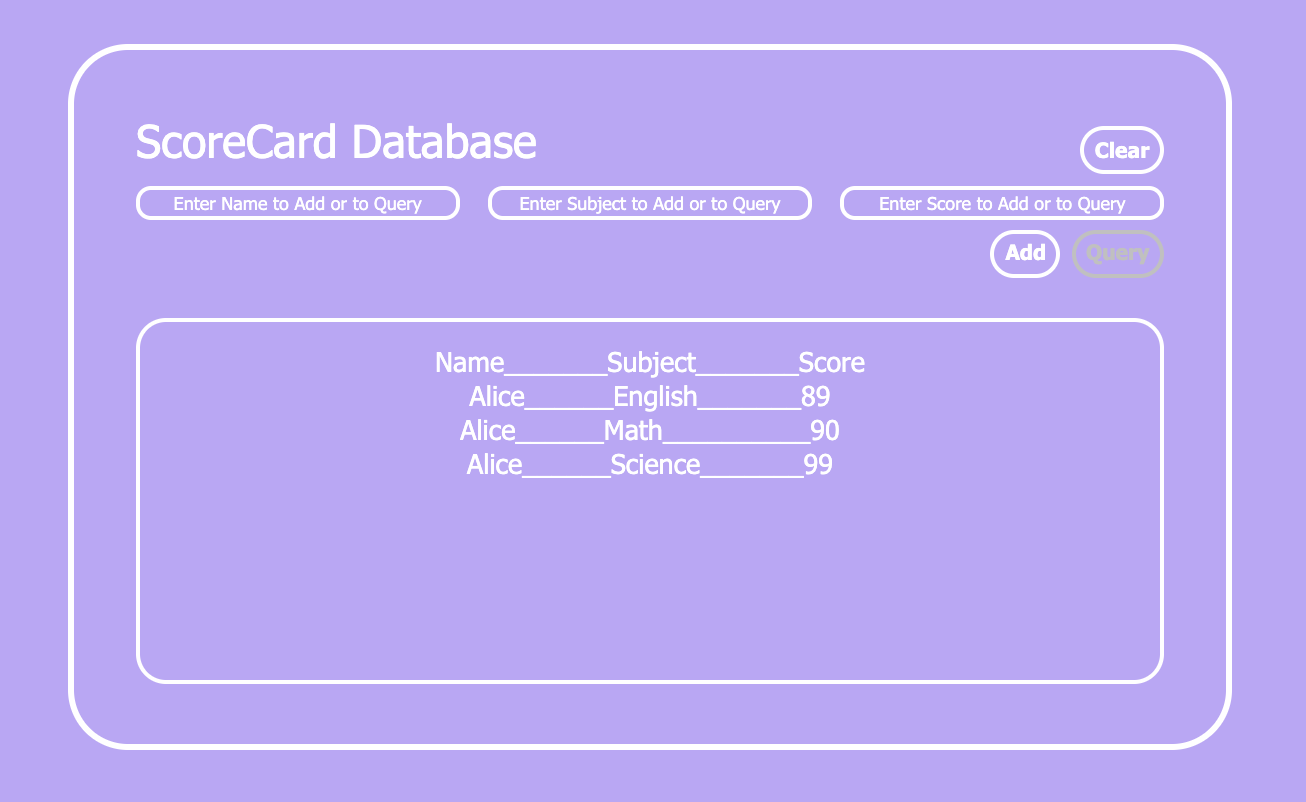 ScoreCard Database
Clear
Enter Name to Add or to Query
Enter Subject to Add or to Query
Enter Score to Add or to Query
Add
Query
Name_______Subject_______Score
Alice______English_______89
Alice______Math__________90
Alice______Science_______99